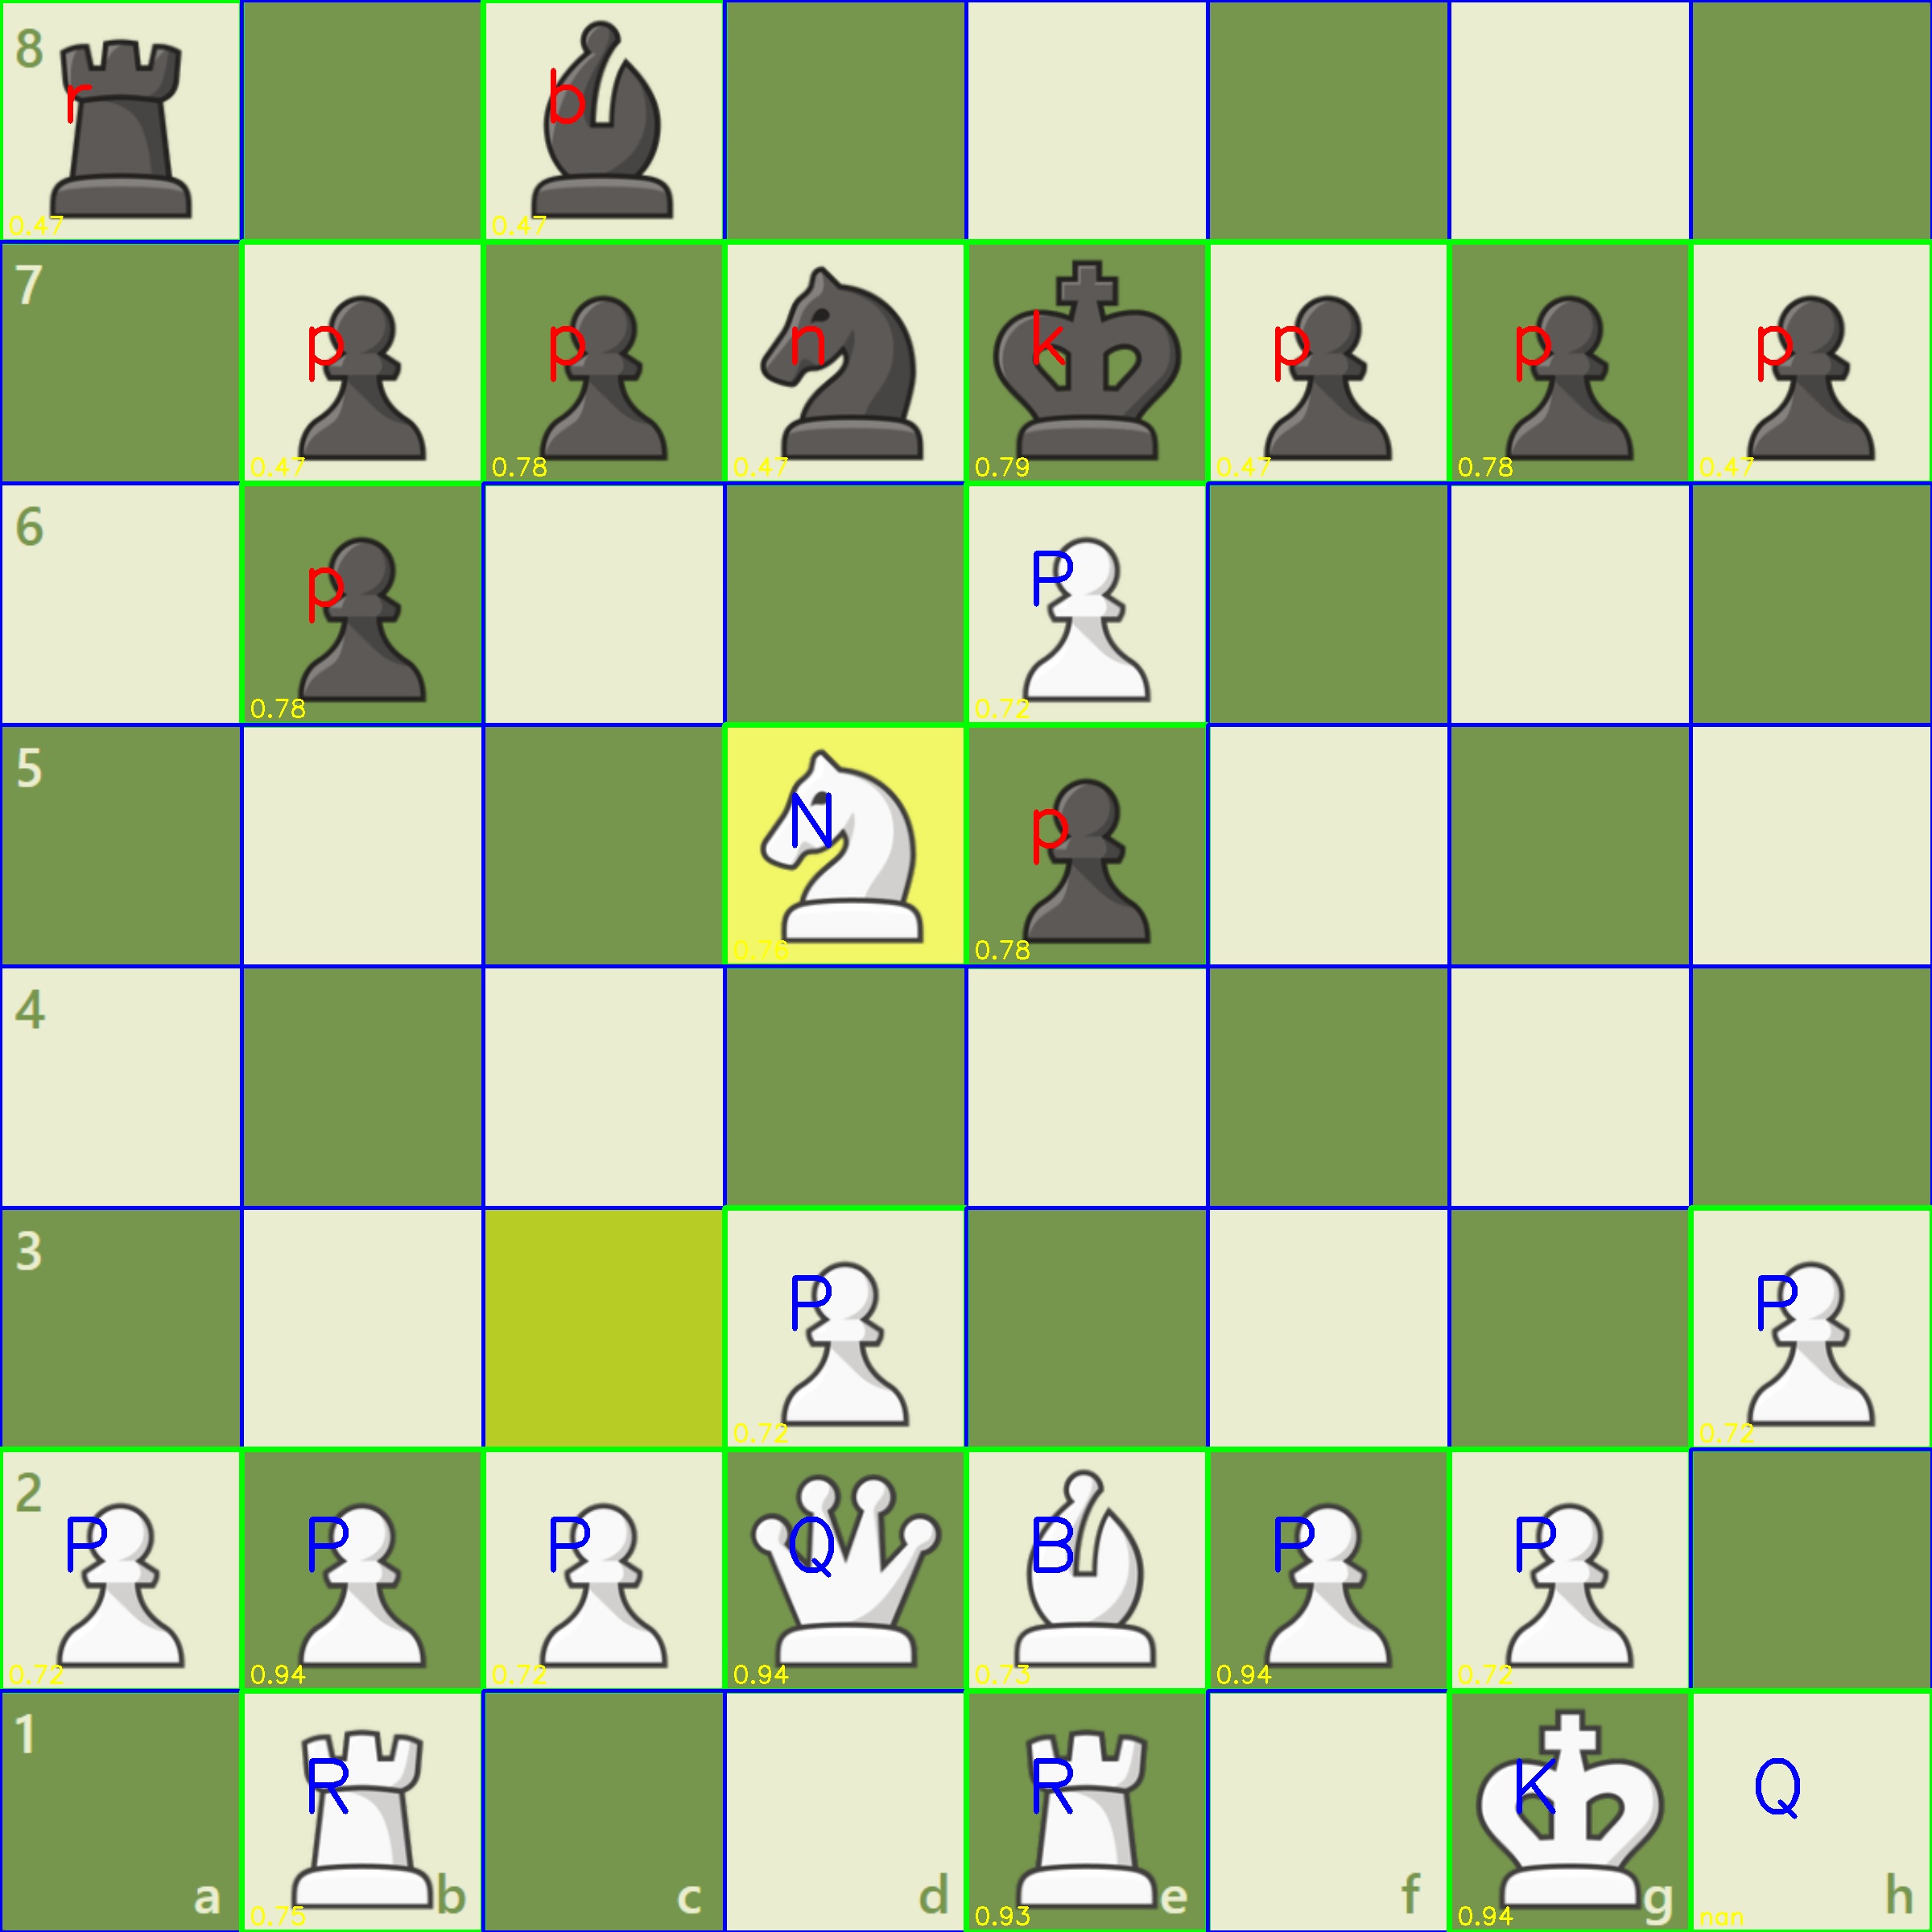 8 r b
0.47 0.47
7 p p n k p p p
0.47 0.78 0.47 0.79 0.47 0.78 0.47
6 p P
0.78 0.72
5 N p
0.78 0.78
4
3 P P
0.72 0.72
2 P P P Q B P P
0.72 0.94 0.72 0.94 0.73 0.94 0.72
1 R R K Q
a b c d e f g h
0.75 0.93 0.94 nan